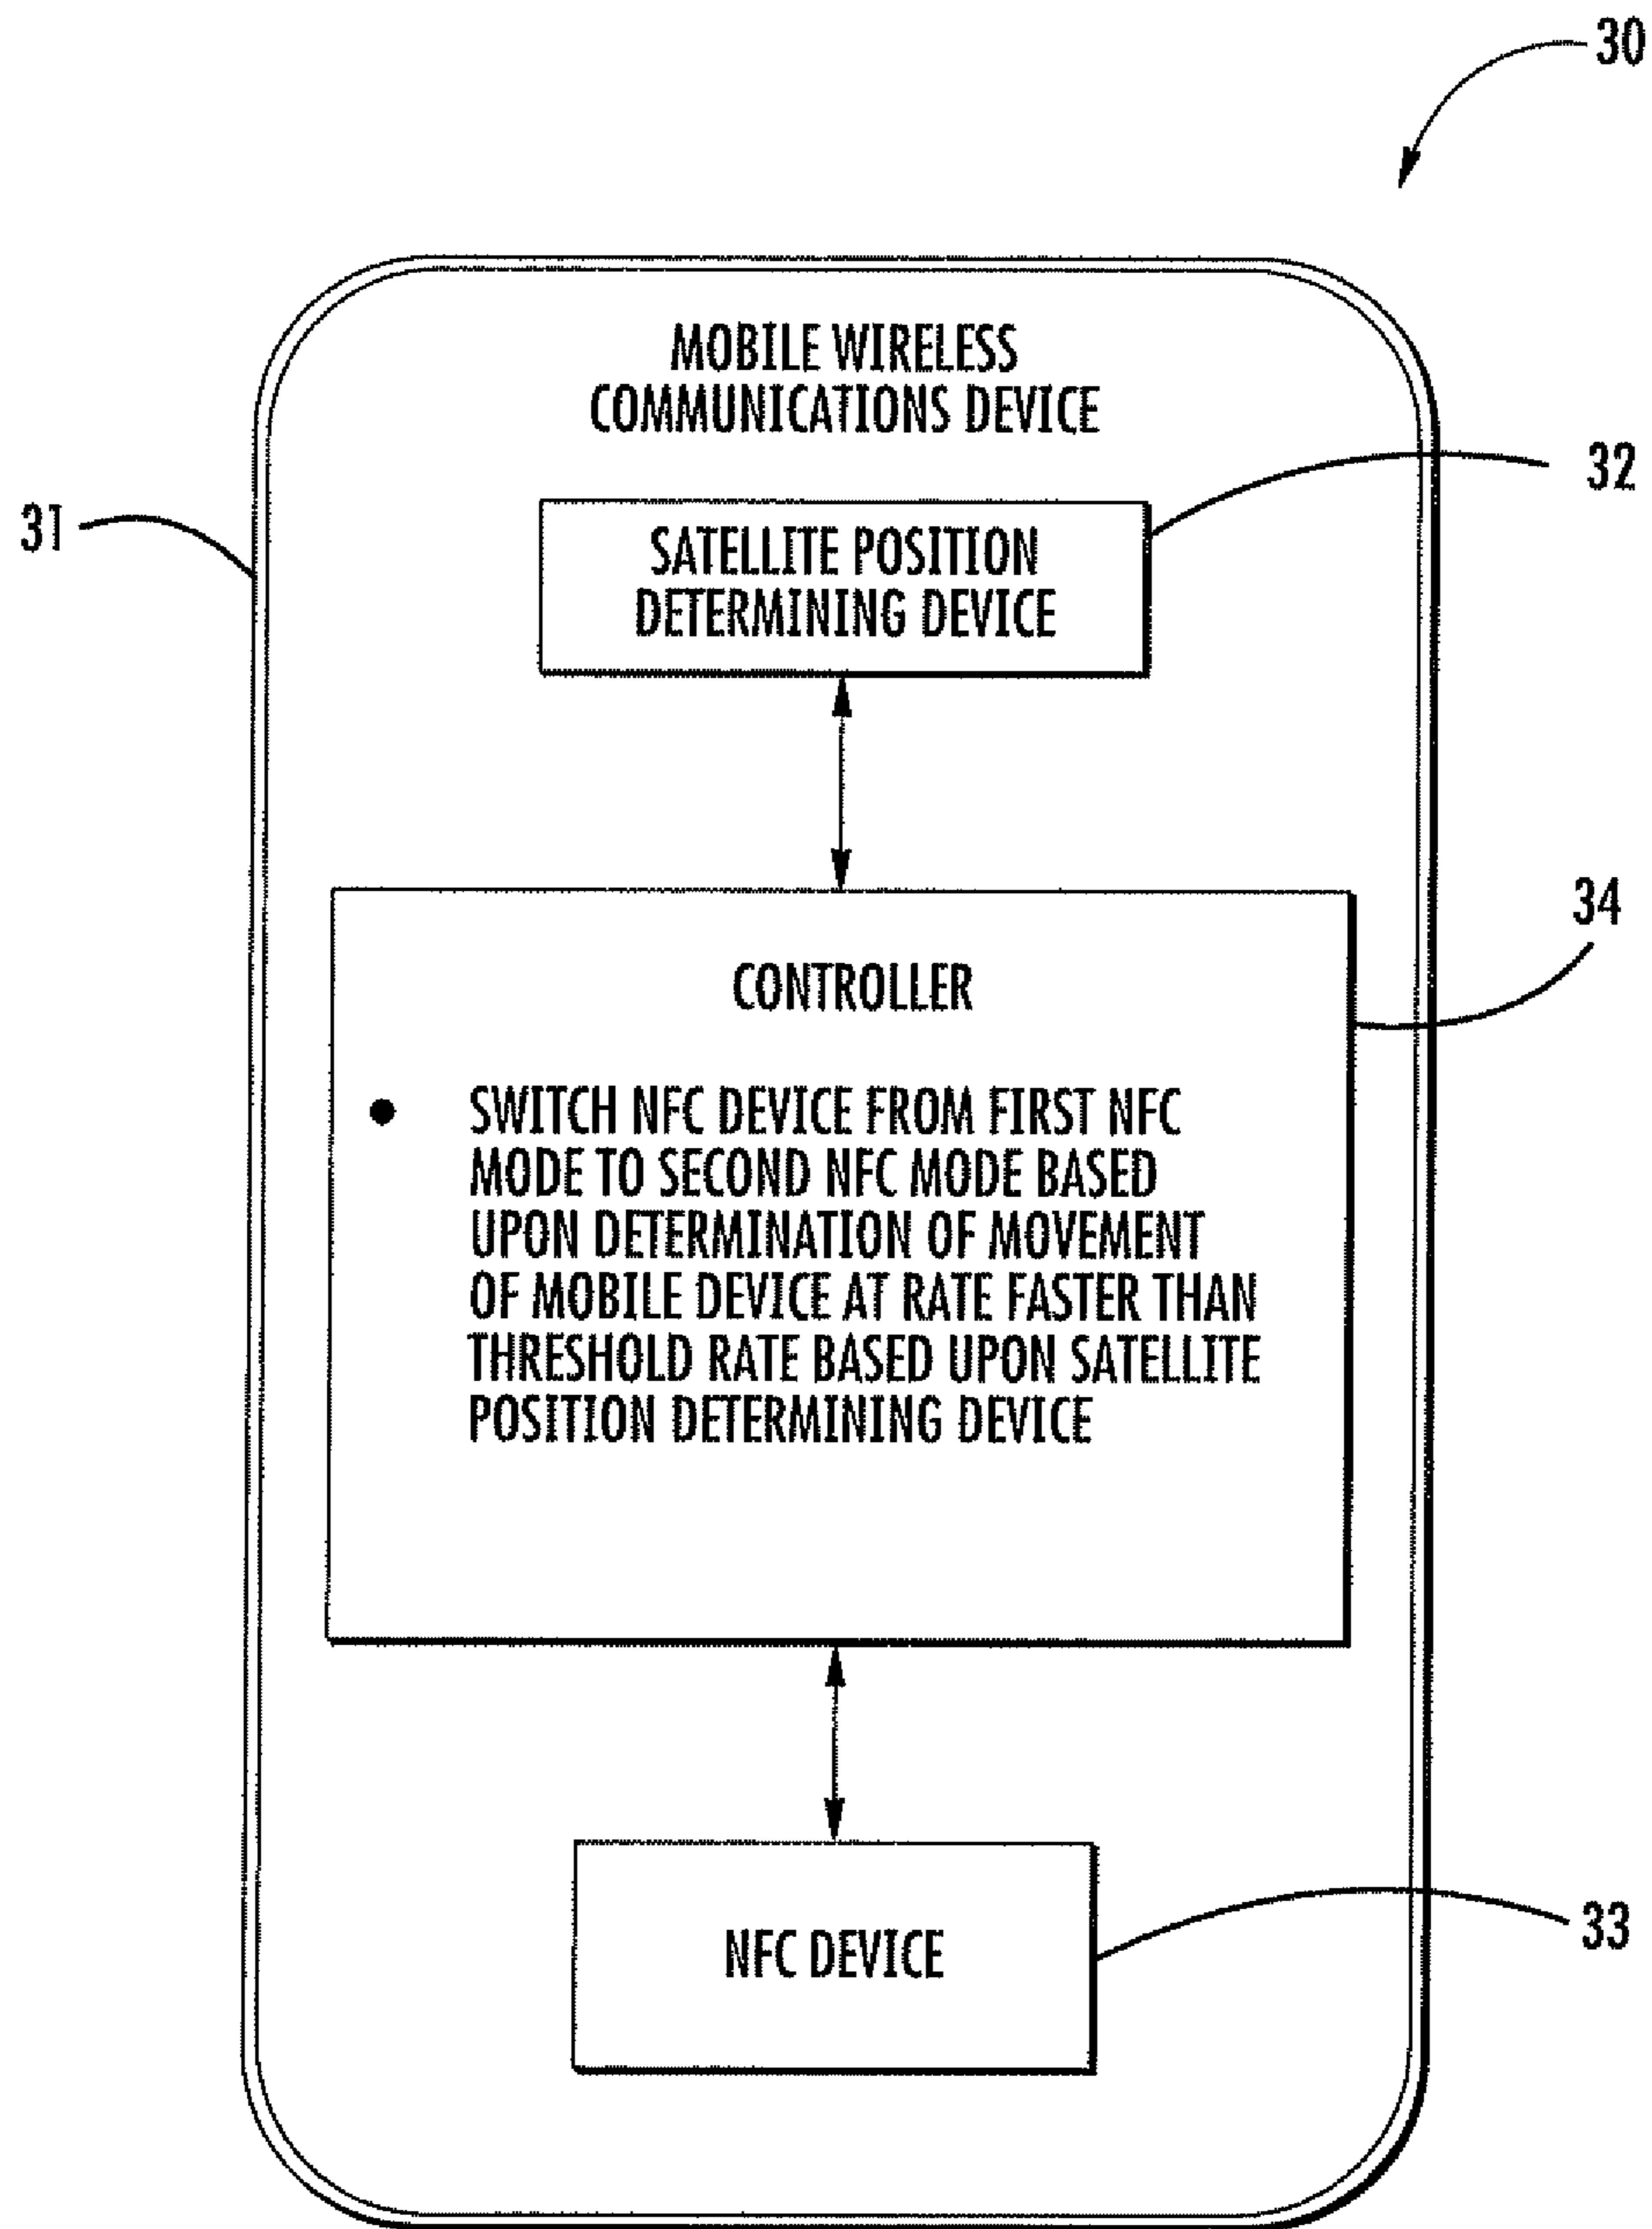 30
MOBILE WIRELESS
COMMUNICATIONS DEVICE
32
31
SATELLITE POSITION
DETERMINING DEVICE
34
CONTROLLER
• SWITCH NFC DEVICE FROM FIRST NFC
MODE TO SECOND NFC MODE BASED
UPON DETERMINATION OF MOVEMENT
OF MOBILE DEVICE AT RATE FASTER THAN
THRESHOLD RATE BASED UPON SATELLITE
POSITION DETERMINING DEVICE
33
NFC DEVICE